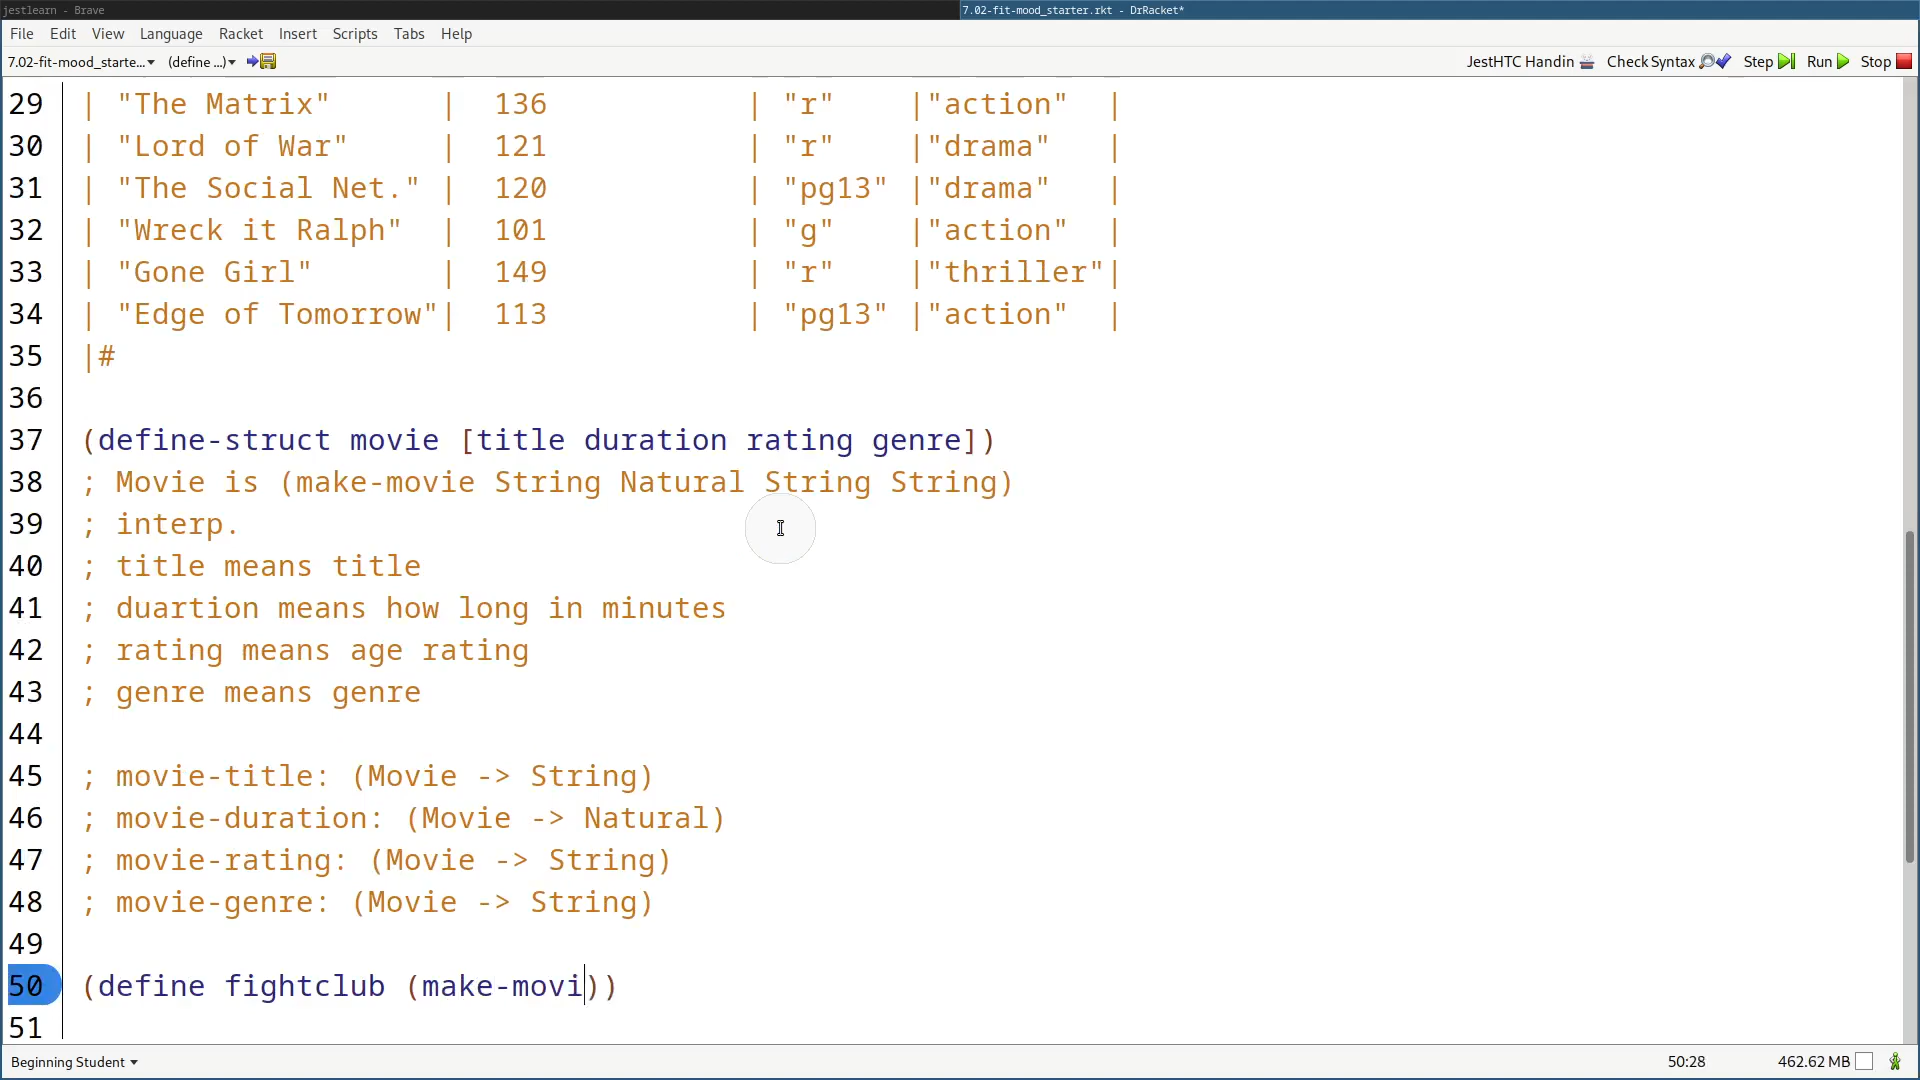 jestlearn - Brave
7.02-fit-mood_starter.rkt - DrRacket*
File Edit View Language Racket Insert Scripts Tabs Help
7.02-fit-mood_starte...▾ (define ...)▾ JestHTC Handin Check Syntax Step Run Stop
29 | "The Matrix" | 136 | "r" |"action" |
30 | "Lord of War" | 121 | "r" |"drama" |
31 | "The Social Net." | 120 | "pg13" |"drama" |
32 | "Wreck it Ralph" | 101 | "g" |"action" |
33 | "Gone Girl" | 149 | "r" |"thriller"|
34 | "Edge of Tomorrow"| 113 | "pg13" |"action" |
35 |#
36
37 (define-struct movie [title duration rating genre])
38 ; Movie is (make-movie String Natural String String)
39 ; interp.
40 ; title means title
41 ; duartion means how long in minutes
42 ; rating means age rating
43 ; genre means genre
44
45 ; movie-title: (Movie -> String)
46 ; movie-duration: (Movie -> Natural)
47 ; movie-rating: (Movie -> String)
48 ; movie-genre: (Movie -> String)
49
50 (define fightclub (make-movi))
51
Beginning Student ▾ 50:28 462.62 MB